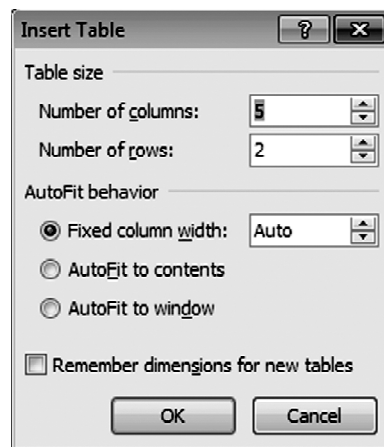 Insert Table
Table size
Number of columns: 5
Number of rows: 2
AutoFit behavior
Fixed column width: Auto
AutoFit to contents
AutoFit to window
Remember dimensions for new tables
OK Cancel